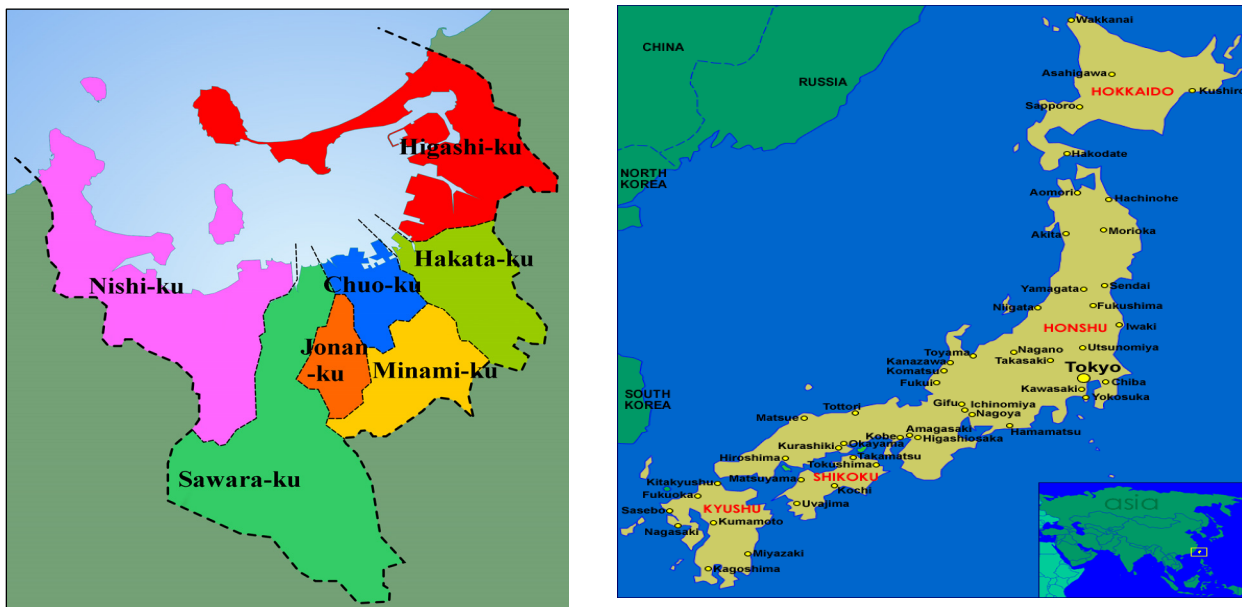 Higashi-ku
Hakata-ku
Nishi-ku
Chuo-ku
Jonan
-ku
Minami-ku
Sawara-ku
Wakkanai
CHINA
RUSSIA
Asahigawa
HOKKAIDO
Kushiro
Sapporo
Hakodate
NORTH
KOREA
Aomori
Hachinohe
Akita
Morioka
Yamagata
Sendai
Niigata
Fukushima
HONSHU
Iwaki
Toyama
Nagano
Utsunomiya
Kanazawa
Takasaki
Komatsu
Tokyo
Fukui
Kawasaki
Chiba
SOUTH
KOREA
Yokosuka
Gifu
Ichinomiya
Tottori
Nagoya
Matsue
Hamamatsu
Amagasaki
Kobe
Higashiosaka
Kurashiki
Okayama
Hiroshima
Takamatsu
Tokushima
Matsuyama
SHIKOKU
Kitakyushu
Kochi
Fukuoka
Uvajima
Sasebo
KYUSHU
Kumamoto
Nagasaki
Miyazaki
Kagoshima
asia